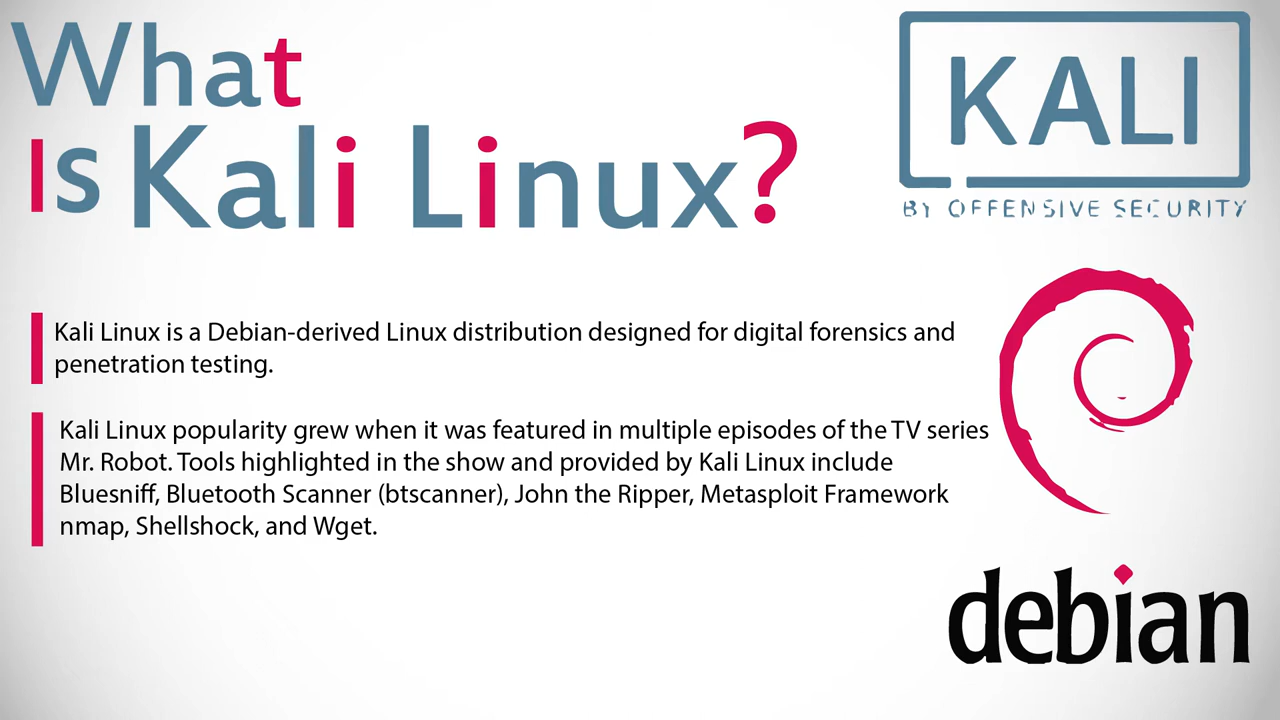 What
Is Kali Linux?
KALI
BY OFFENSIVE SECURITY
Kali Linux is a Debian-derived Linux distribution designed for digital forensics and
penetration testing.
Kali Linux popularity grew when it was featured in multiple episodes of the TV series
Mr. Robot. Tools highlighted in the show and provided by Kali Linux include
Bluesniff, Bluetooth Scanner (btscanner), John the Ripper, Metasploit Framework
nmap, Shellshock, and Wget.
debian